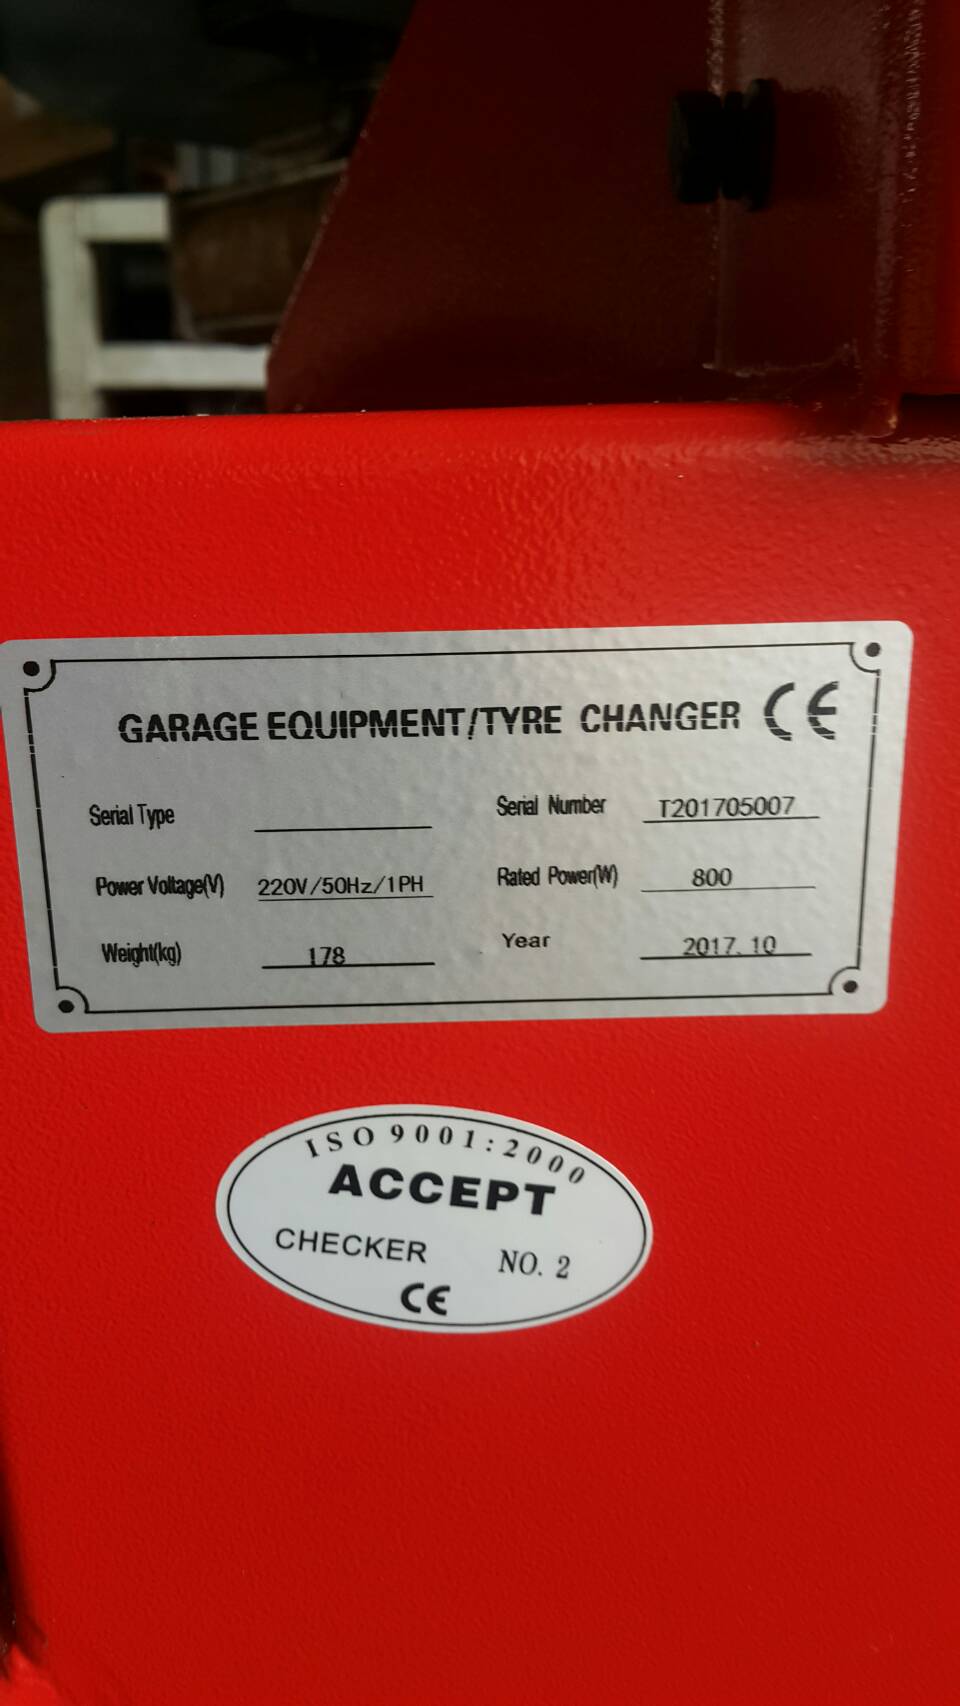 GARAGE EQUIPMENT/TYRE CHANGER CE
Serial Type Serial Number T201705007
Power Voltage(V) 220V/50Hz/1PH Rated Power(W) 800
Weight(kg) 178 Year 2017.10
ISO 9001:2000
ACCEPT
CHECKER NO. 2
CE